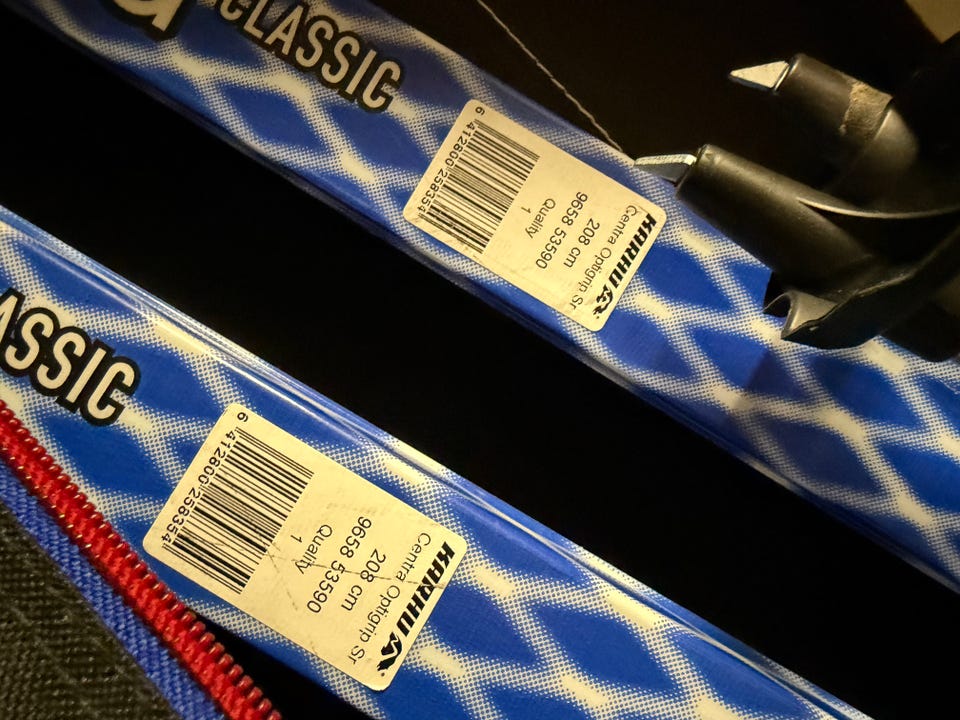 CLASSIC
KARHU
Centra Optigrip Sr
208 cm
9658 53590
Quality
1
6 412800 258354
ASSIC
KARHU
Centra Optigrip Sr
208 cm
9658 53590
Quality
1
6 412800 258354